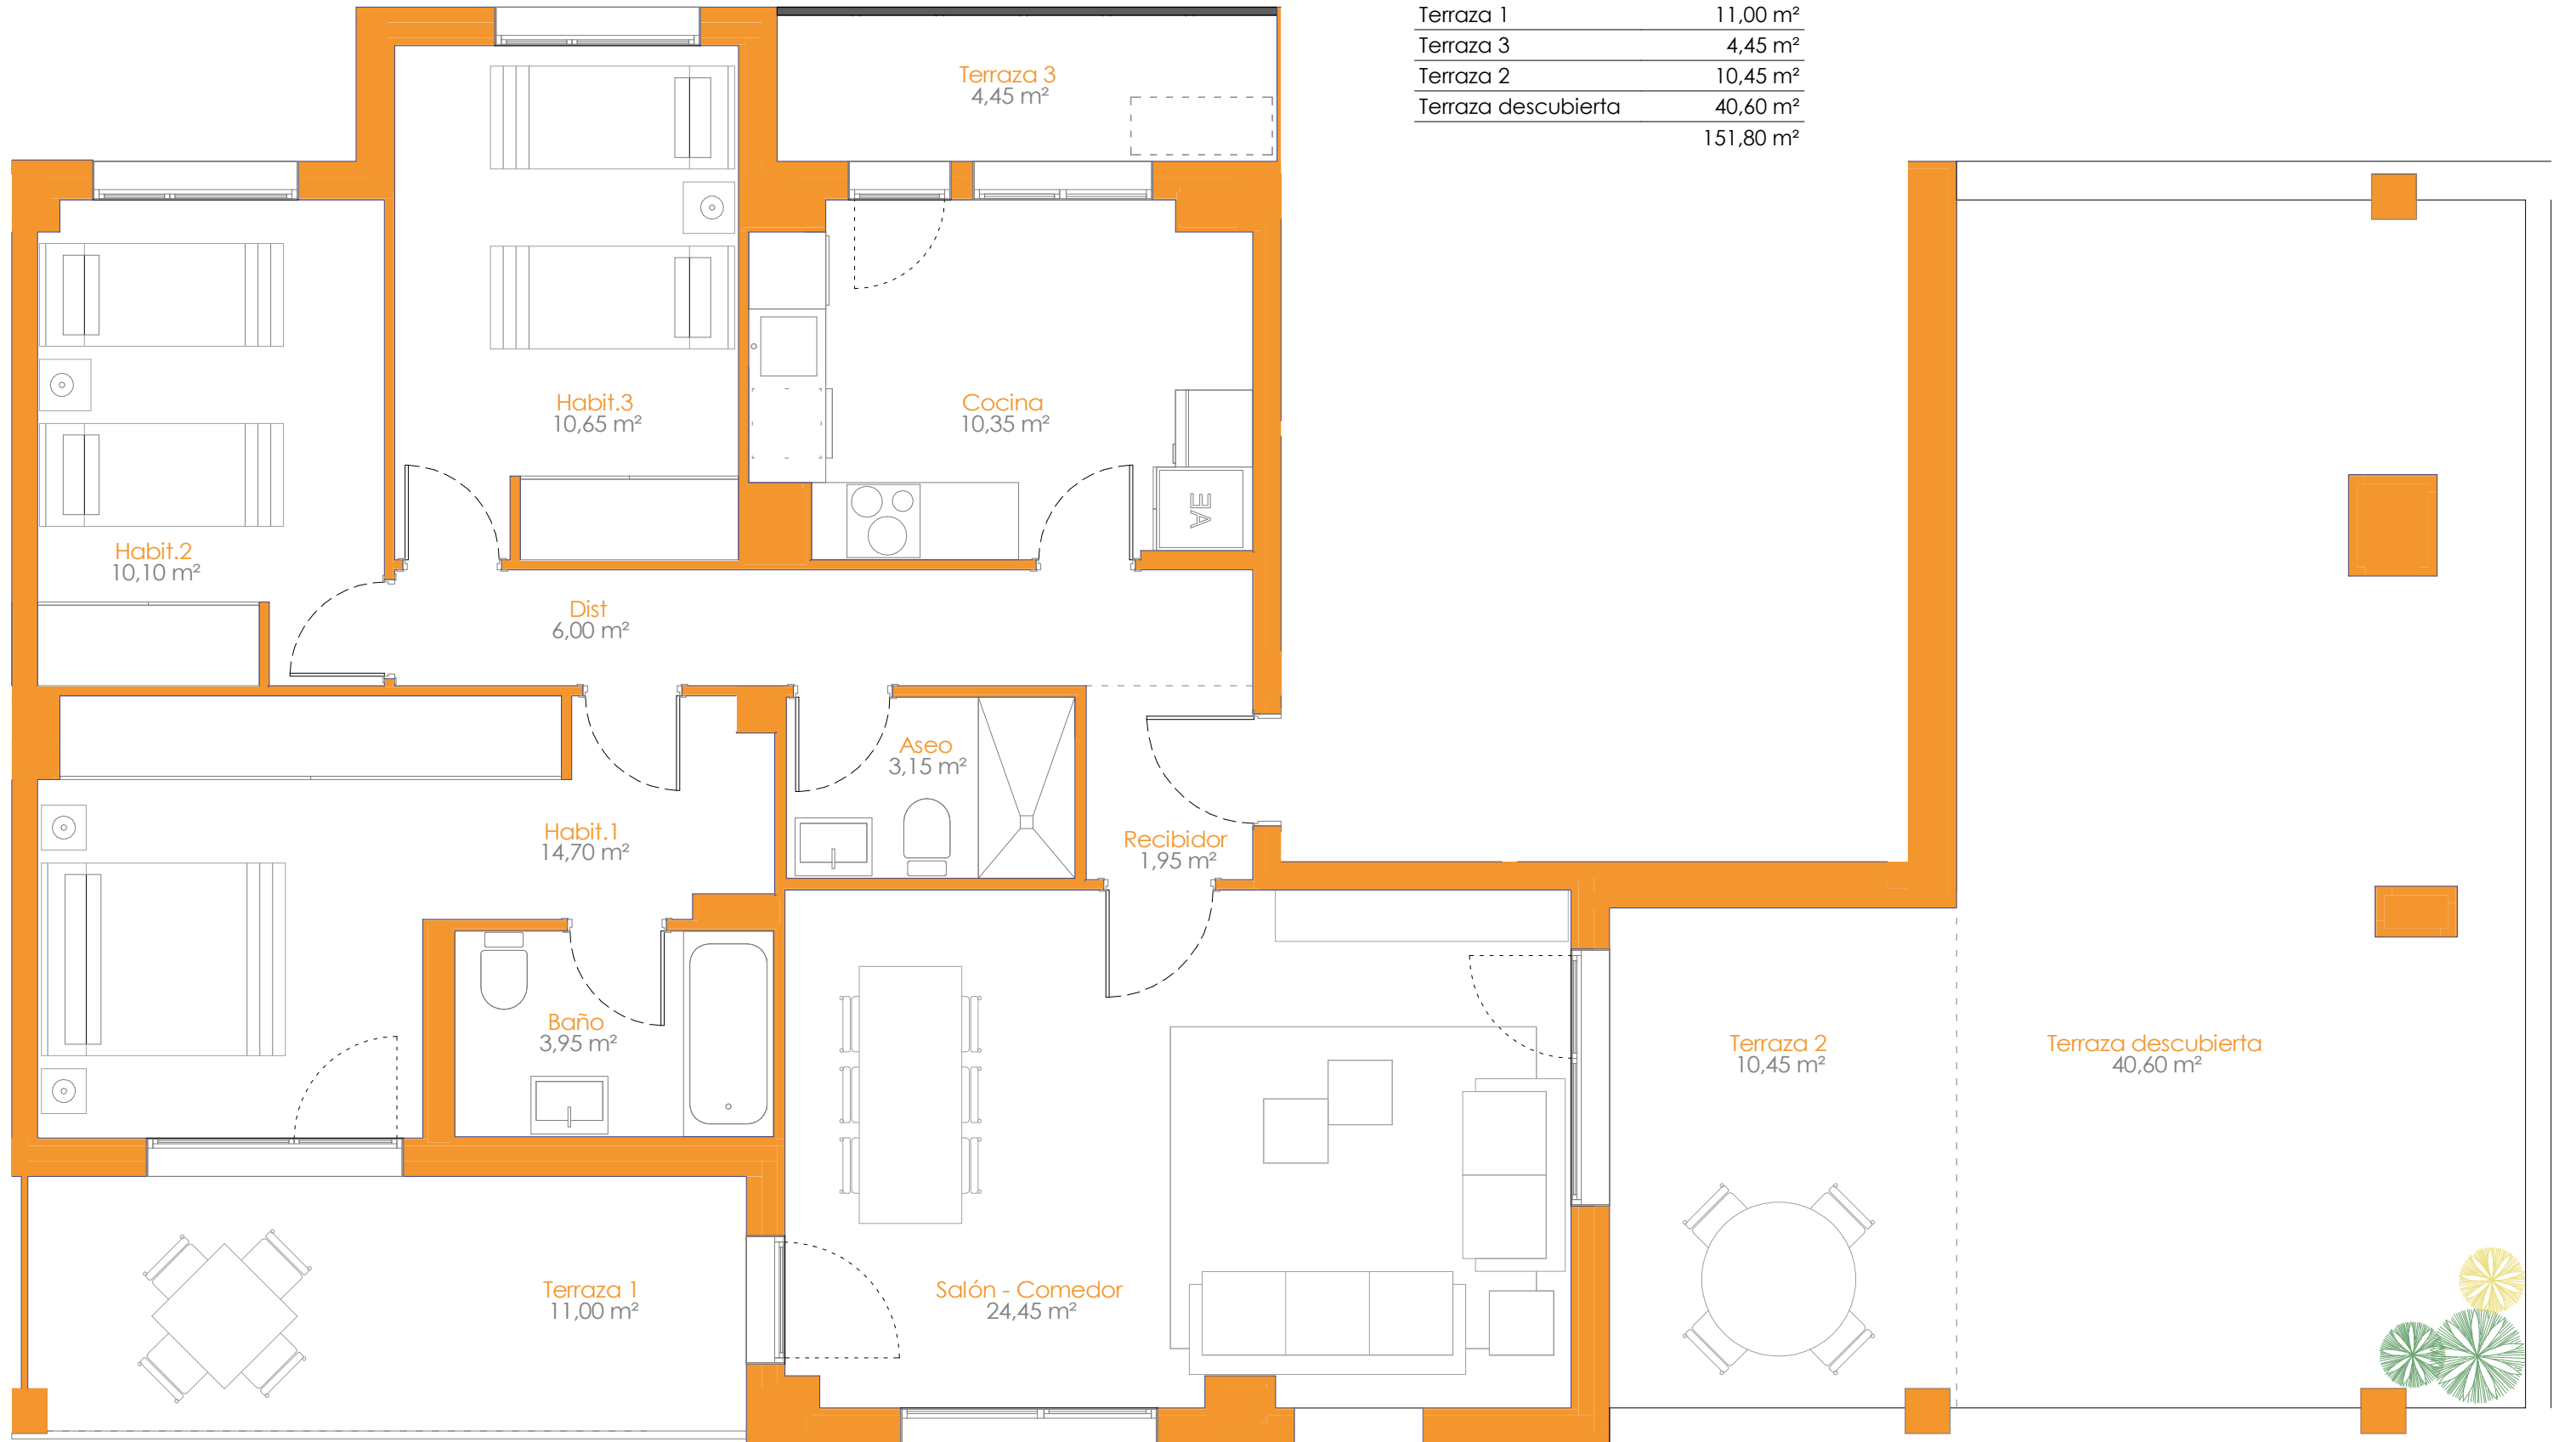 Terraza 1 11,00 m²
Terraza 3 4,45 m²
Terraza 2 10,45 m²
Terraza descubierta 40,60 m²
151,80 m²
Terraza 3
4,45 m²
Habit.3
10,65 m²
Cocina
10,35 m²
AE
Habit.2
10,10 m²
Dist
6,00 m²
Aseo
3,15 m²
Habit.1
14,70 m²
Recibidor
1,95 m²
Baño
3,95 m²
Terraza 2
10,45 m²
Terraza descubierta
40,60 m²
Terraza 1
11,00 m²
Salón - Comedor
24,45 m²